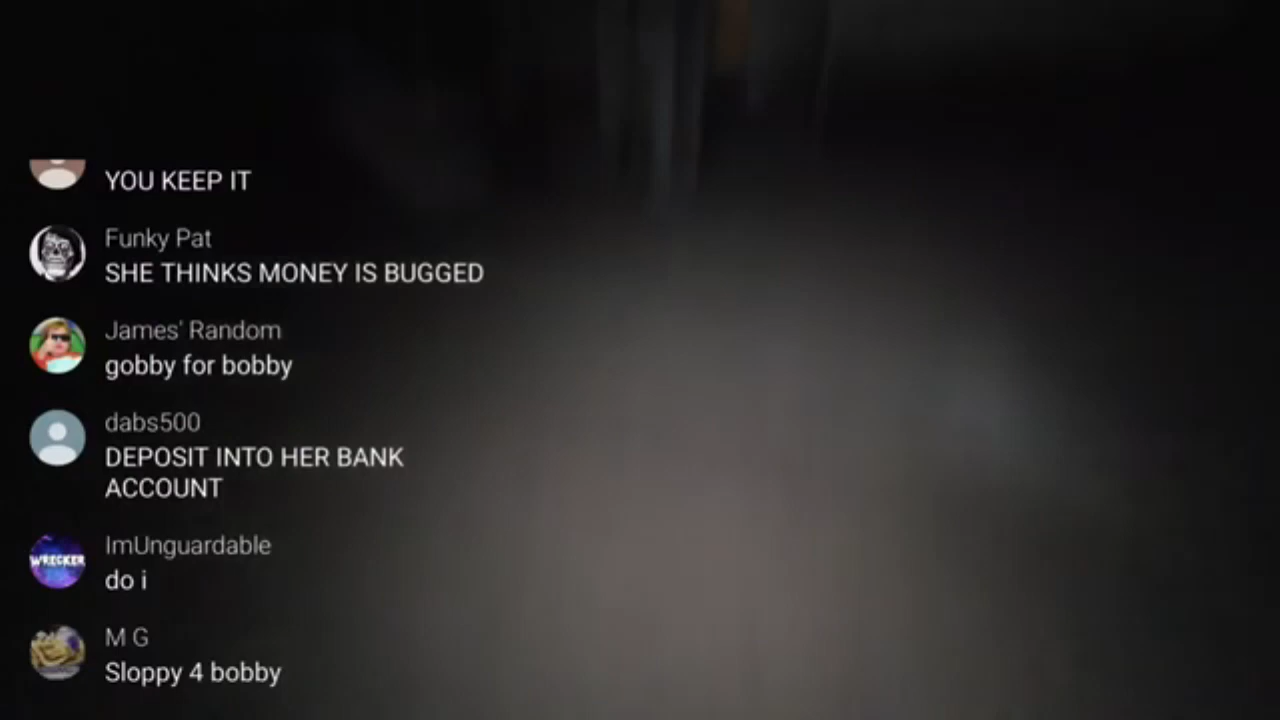 YOU KEEP IT
Funky Pat
SHE THINKS MONEY IS BUGGED
James' Random
gobby for bobby
dabs500
DEPOSIT INTO HER BANK
ACCOUNT
ImUnguardable
WRECKER
do i
M G
Sloppy 4 bobby